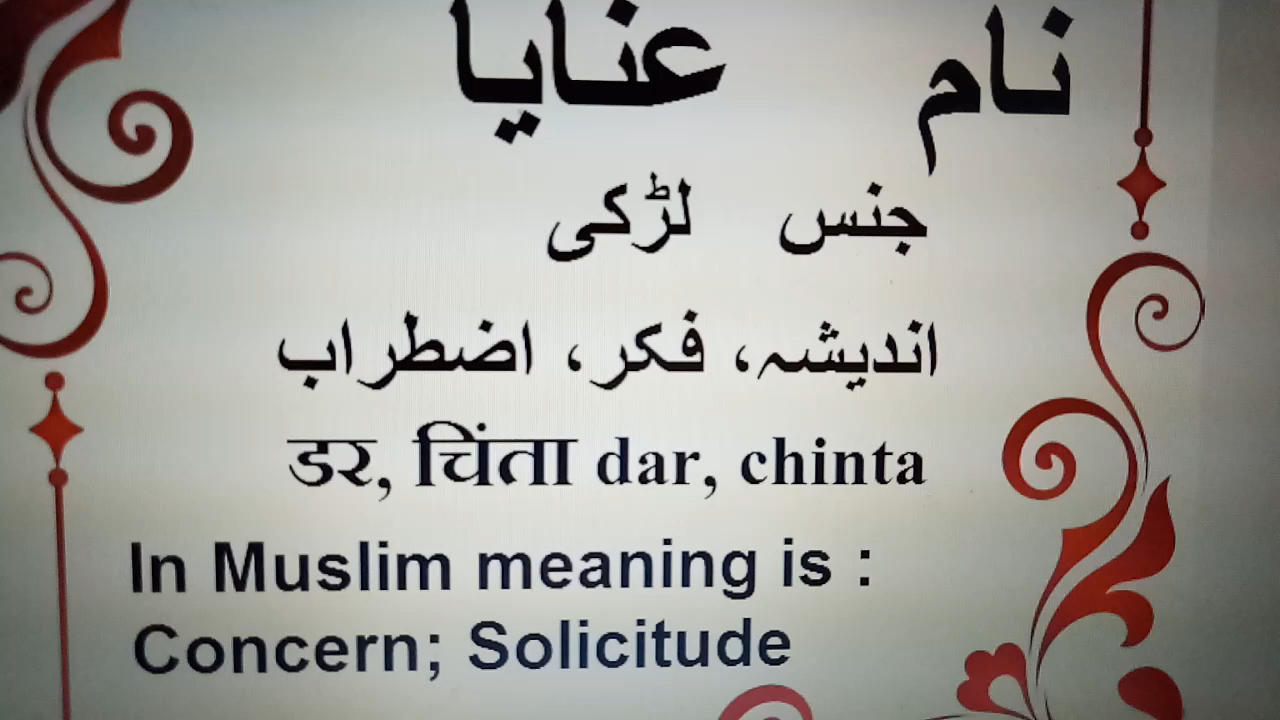 نام عنایا
جنس لڑکی
اندیشہ، فکر، اضطراب
डर, चिंता dar, chinta
In Muslim meaning is :
Concern; Solicitude